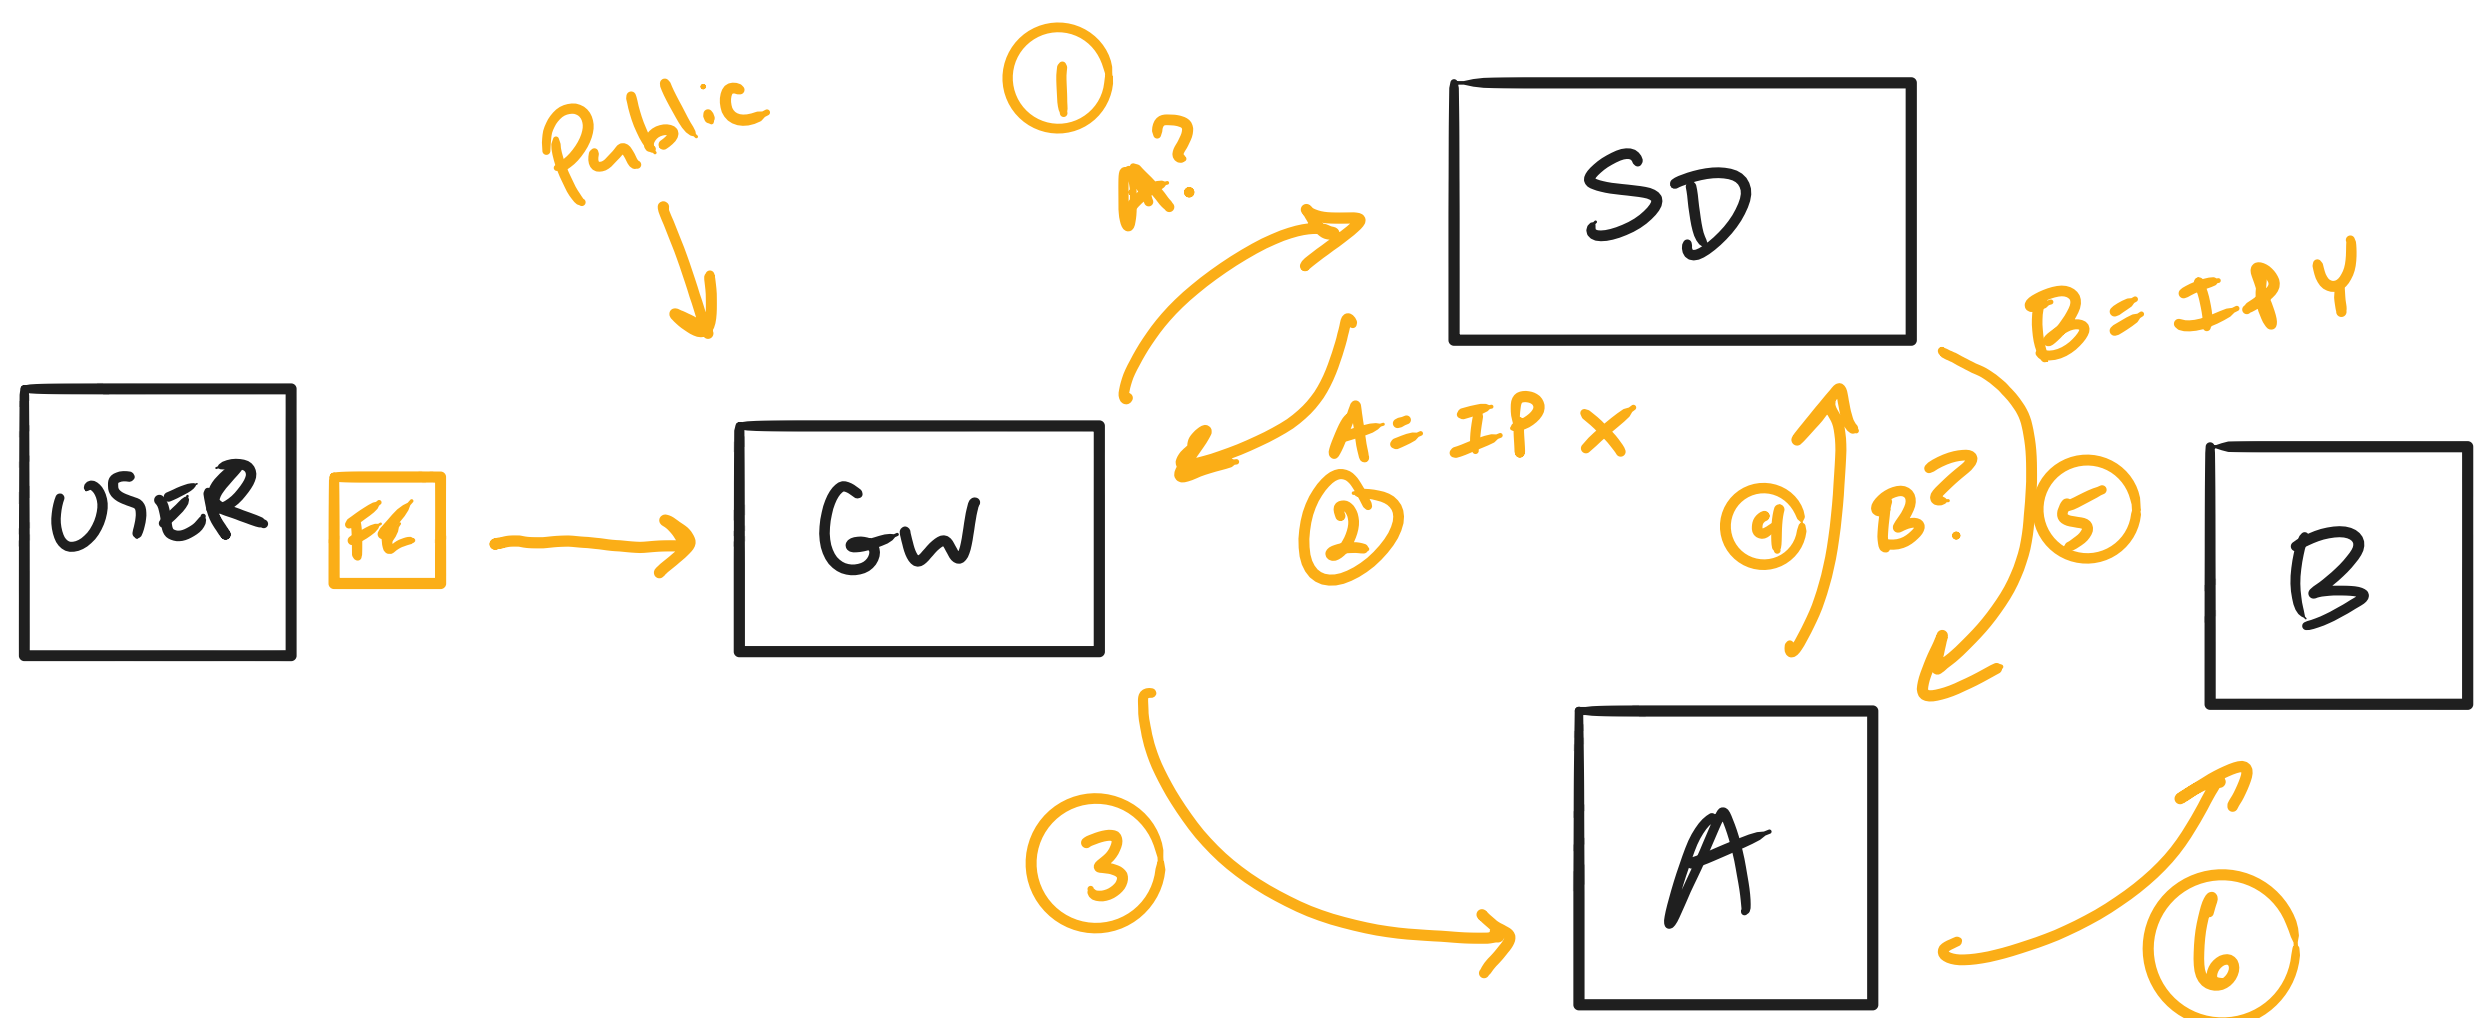 Public
1
A?
SD
B = IP Y
USER
FE
GW
A = IP X
2
4
B?
5
B
3
A
6